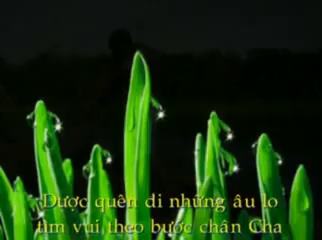 Được quên đi những âu lo
tìm vui theo bước chân Cha